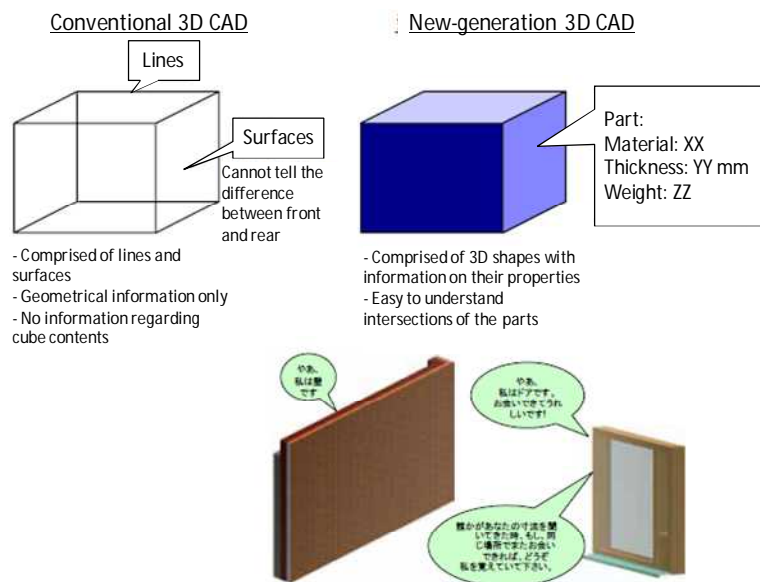 Conventional 3D CAD
Lines
Surfaces
Cannot tell the
difference
between front
and rear
- Comprised of lines and
surfaces
- Geometrical information only
- No information regarding
cube contents
New-generation 3D CAD
Part:
Material: XX
Thickness: YY mm
Weight: ZZ
- Comprised of 3D shapes with
information on their properties
- Easy to understand
intersections of the parts
やあ、
私は壁
です
やあ、
私はドアです。
お会いできてうれ
しいです!
誰かがあなたの寸法を聞
いてきた時、もし、同
じ場所でまたお会い
できれば、どうぞ
私を覚えていて下さい。